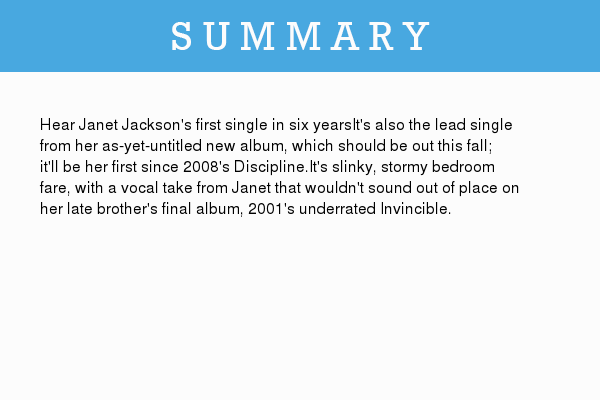 SUMMARY
Hear Janet Jackson's first single in six yearsIt's also the lead single
from her as-yet-untitled new album, which should be out this fall;
it'll be her first since 2008's Discipline.It's slinky, stormy bedroom
fare, with a vocal take from Janet that wouldn't sound out of place on
her late brother's final album, 2001's underrated Invincible.